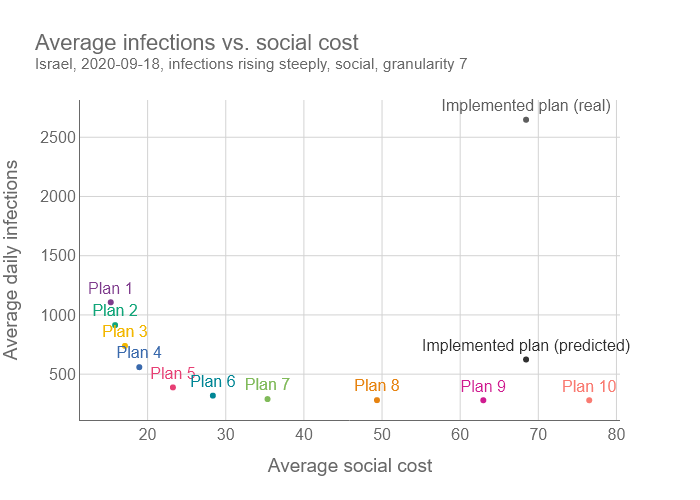 Average infections vs. social cost
Israel, 2020-09-18, infections rising steeply, social, granularity 7
Implemented plan (real)
2500
2000
1500
1000
500
Average daily infections
Plan 1
Plan 2
Plan 3
Plan 4
Plan 5
Plan 6
Plan 7
Implemented plan (predicted)
Plan 8
Plan 9
Plan 10
20 30 40 50 60 70 80
Average social cost